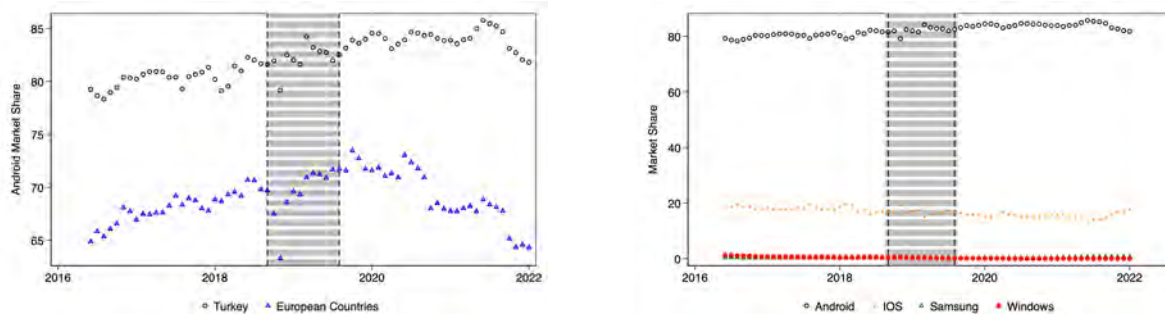 Android Market Share
85
80
75
70
65
2016
2018
2020
2022
Turkey
European Countries
Market Share
80
60
40
20
0
2016
2018
2020
2022
Android
IOS
Samsung
Windows